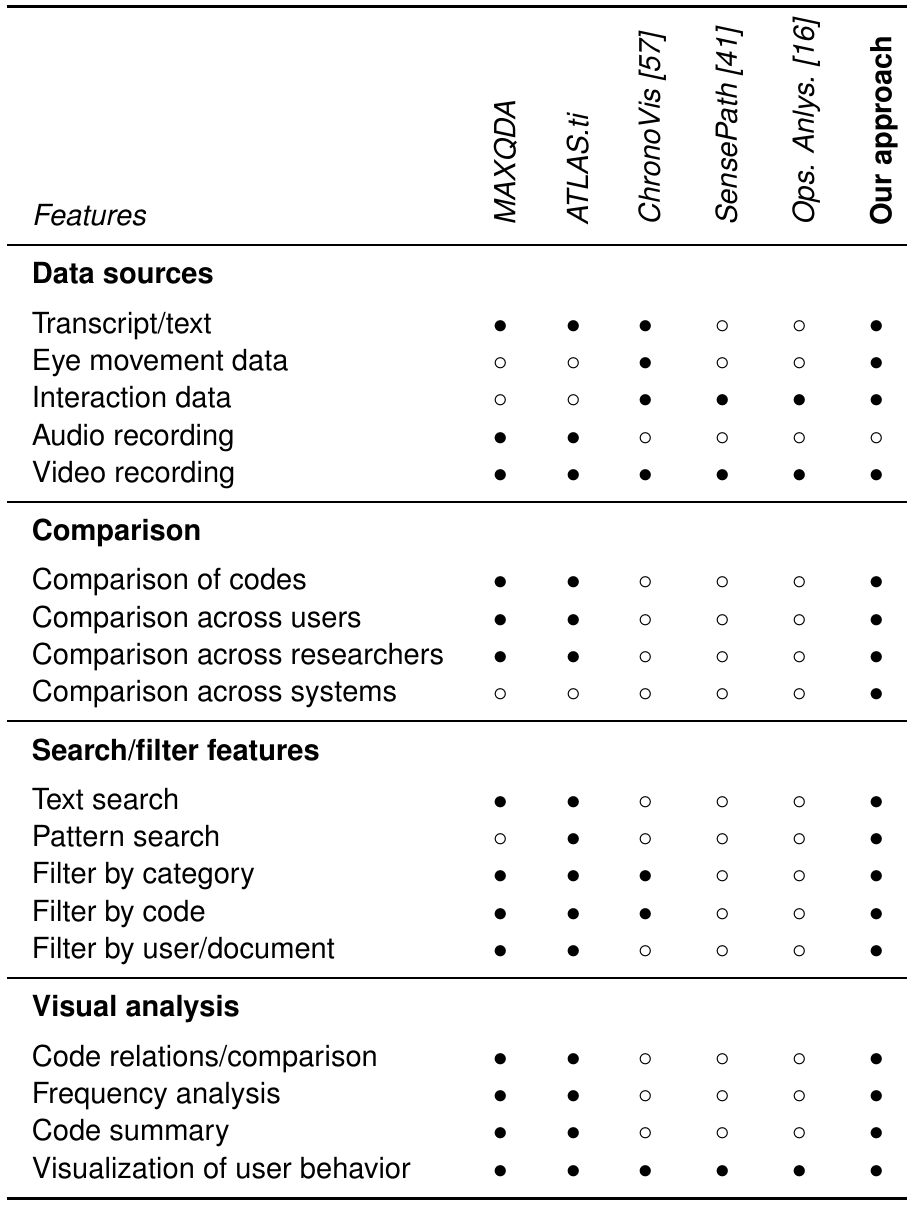 Features MAXQDA ATLAS.ti ChronoVis [57] SensePath [41] Ops. Anlys. [16] Our approach
Data sources
Transcript/text ● ● ● ○ ○ ●
Eye movement data ○ ○ ● ○ ○ ●
Interaction data ○ ○ ● ● ● ●
Audio recording ● ● ○ ○ ○ ○
Video recording ● ● ● ● ● ●
Comparison
Comparison of codes ● ● ○ ○ ○ ●
Comparison across users ● ● ○ ○ ○ ●
Comparison across researchers ● ● ○ ○ ○ ●
Comparison across systems ○ ○ ○ ○ ○ ●
Search/filter features
Text search ● ● ○ ○ ○ ●
Pattern search ○ ● ○ ○ ○ ●
Filter by category ● ● ● ○ ○ ●
Filter by code ● ● ● ○ ○ ●
Filter by user/document ● ● ○ ○ ○ ●
Visual analysis
Code relations/comparison ● ● ○ ○ ○ ●
Frequency analysis ● ● ○ ○ ○ ●
Code summary ● ● ○ ○ ○ ●
Visualization of user behavior ● ● ● ● ● ●